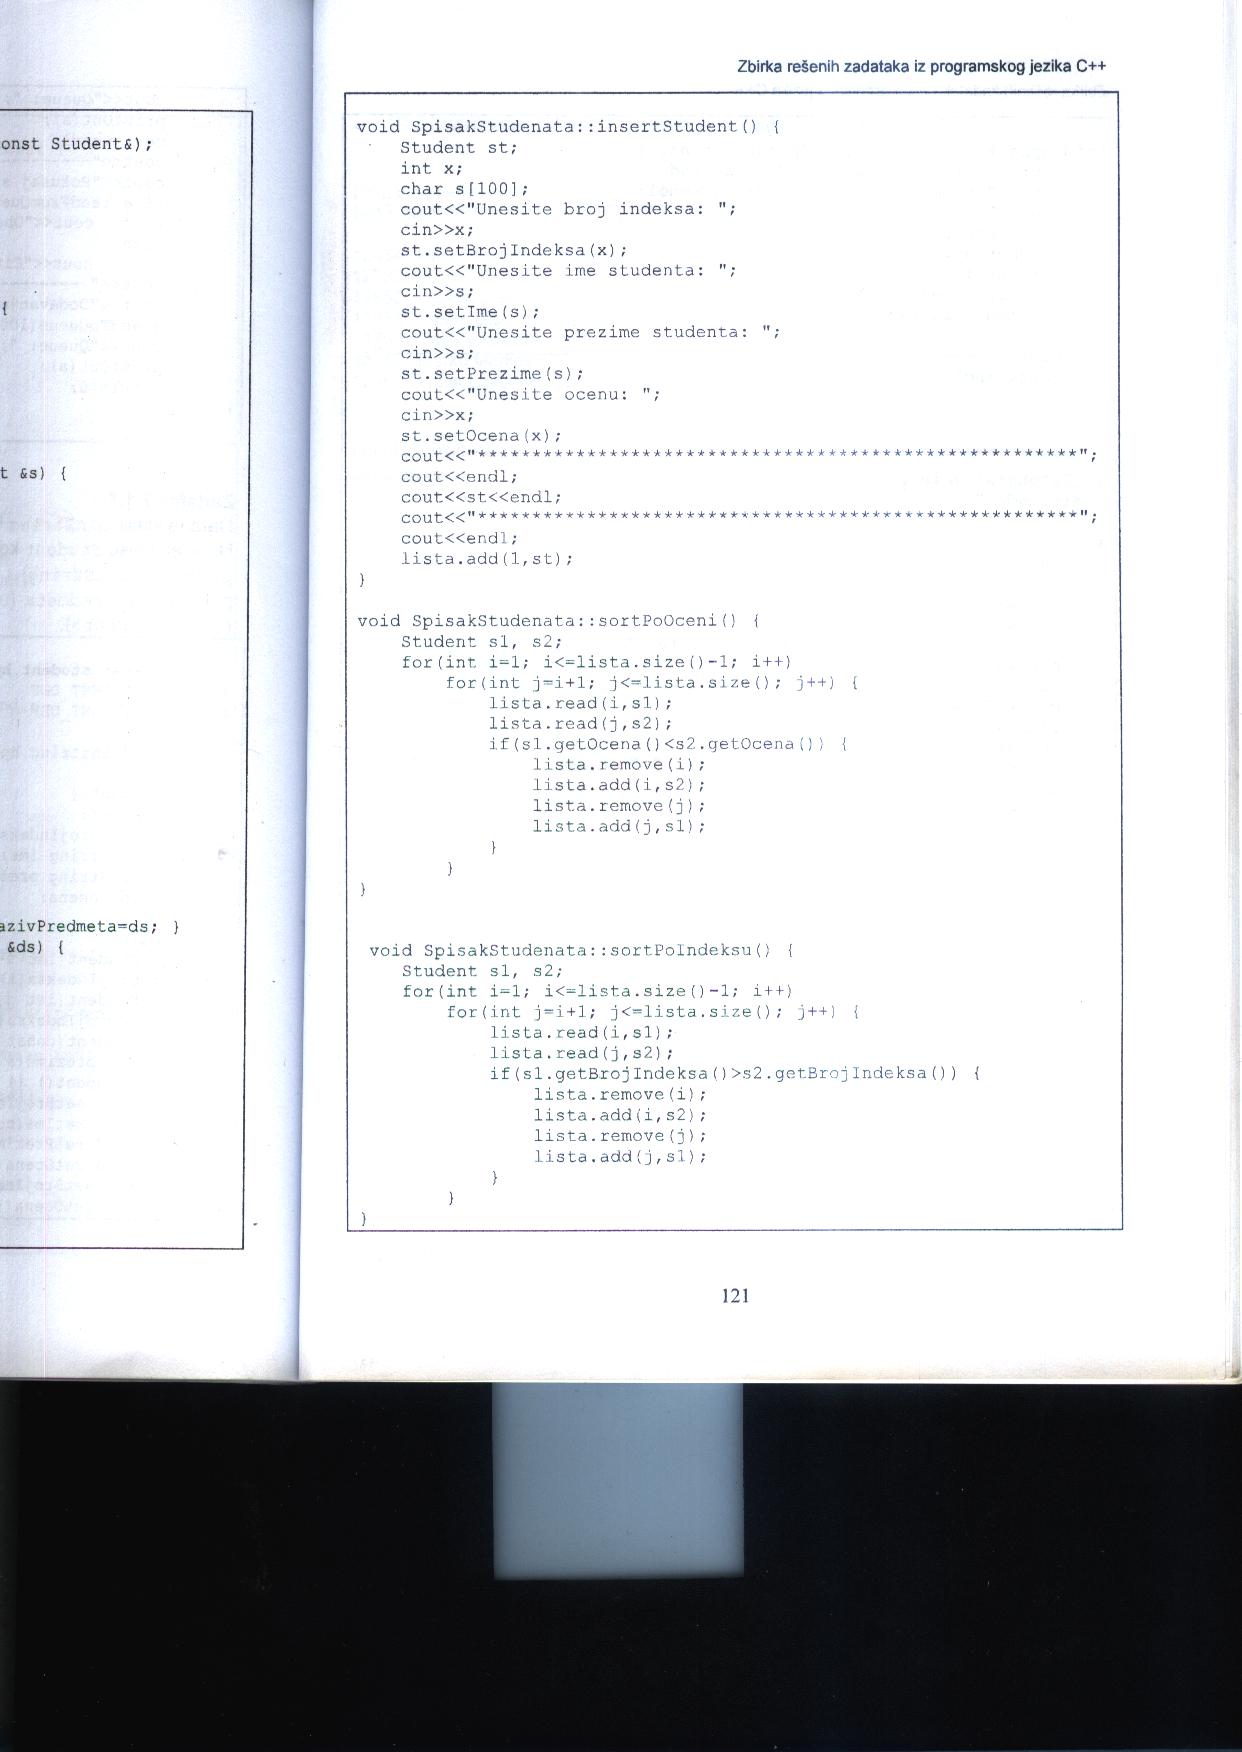 onst Student&);
{
t &s) {
azivPredmeta=ds; }
&ds) {
Zbirka rešenih zadataka iz programskog jezika C++
void SpisakStudenata::insertStudent() {
    Student st;
    int x;
    char s[100];
    cout<<"Unesite broj indeksa: ";
    cin>>x;
    st.setBrojIndeksa(x);
    cout<<"Unesite ime studenta: ";
    cin>>s;
    st.setIme(s);
    cout<<"Unesite prezime studenta: ";
    cin>>s;
    st.setPrezime(s);
    cout<<"Unesite ocenu: ";
    cin>>x;
    st.setOcena(x);
    cout<<"*******************************************************";
    cout<<endl;
    cout<<st<<endl;
    cout<<"*******************************************************";
    cout<<endl;
    lista.add(1,st);
}
void SpisakStudenata::sortPoOceni() {
    Student s1, s2;
    for(int i=1; i<=lista.size()-1; i++)
        for(int j=i+1; j<=lista.size(); j++) {
            lista.read(i,s1);
            lista.read(j,s2);
            if(s1.getOcena()<s2.getOcena()) {
                lista.remove(i);
                lista.add(i,s2);
                lista.remove(j);
                lista.add(j,s1);
            }
        }
}
void SpisakStudenata::sortPoIndeksu() {
    Student s1, s2;
    for(int i=1; i<=lista.size()-1; i++)
        for(int j=i+1; j<=lista.size(); j++) {
            lista.read(i,s1);
            lista.read(j,s2);
            if(s1.getBrojIndeksa()>s2.getBrojIndeksa()) {
                lista.remove(i);
                lista.add(i,s2);
                lista.remove(j);
                lista.add(j,s1);
            }
        }
}
121